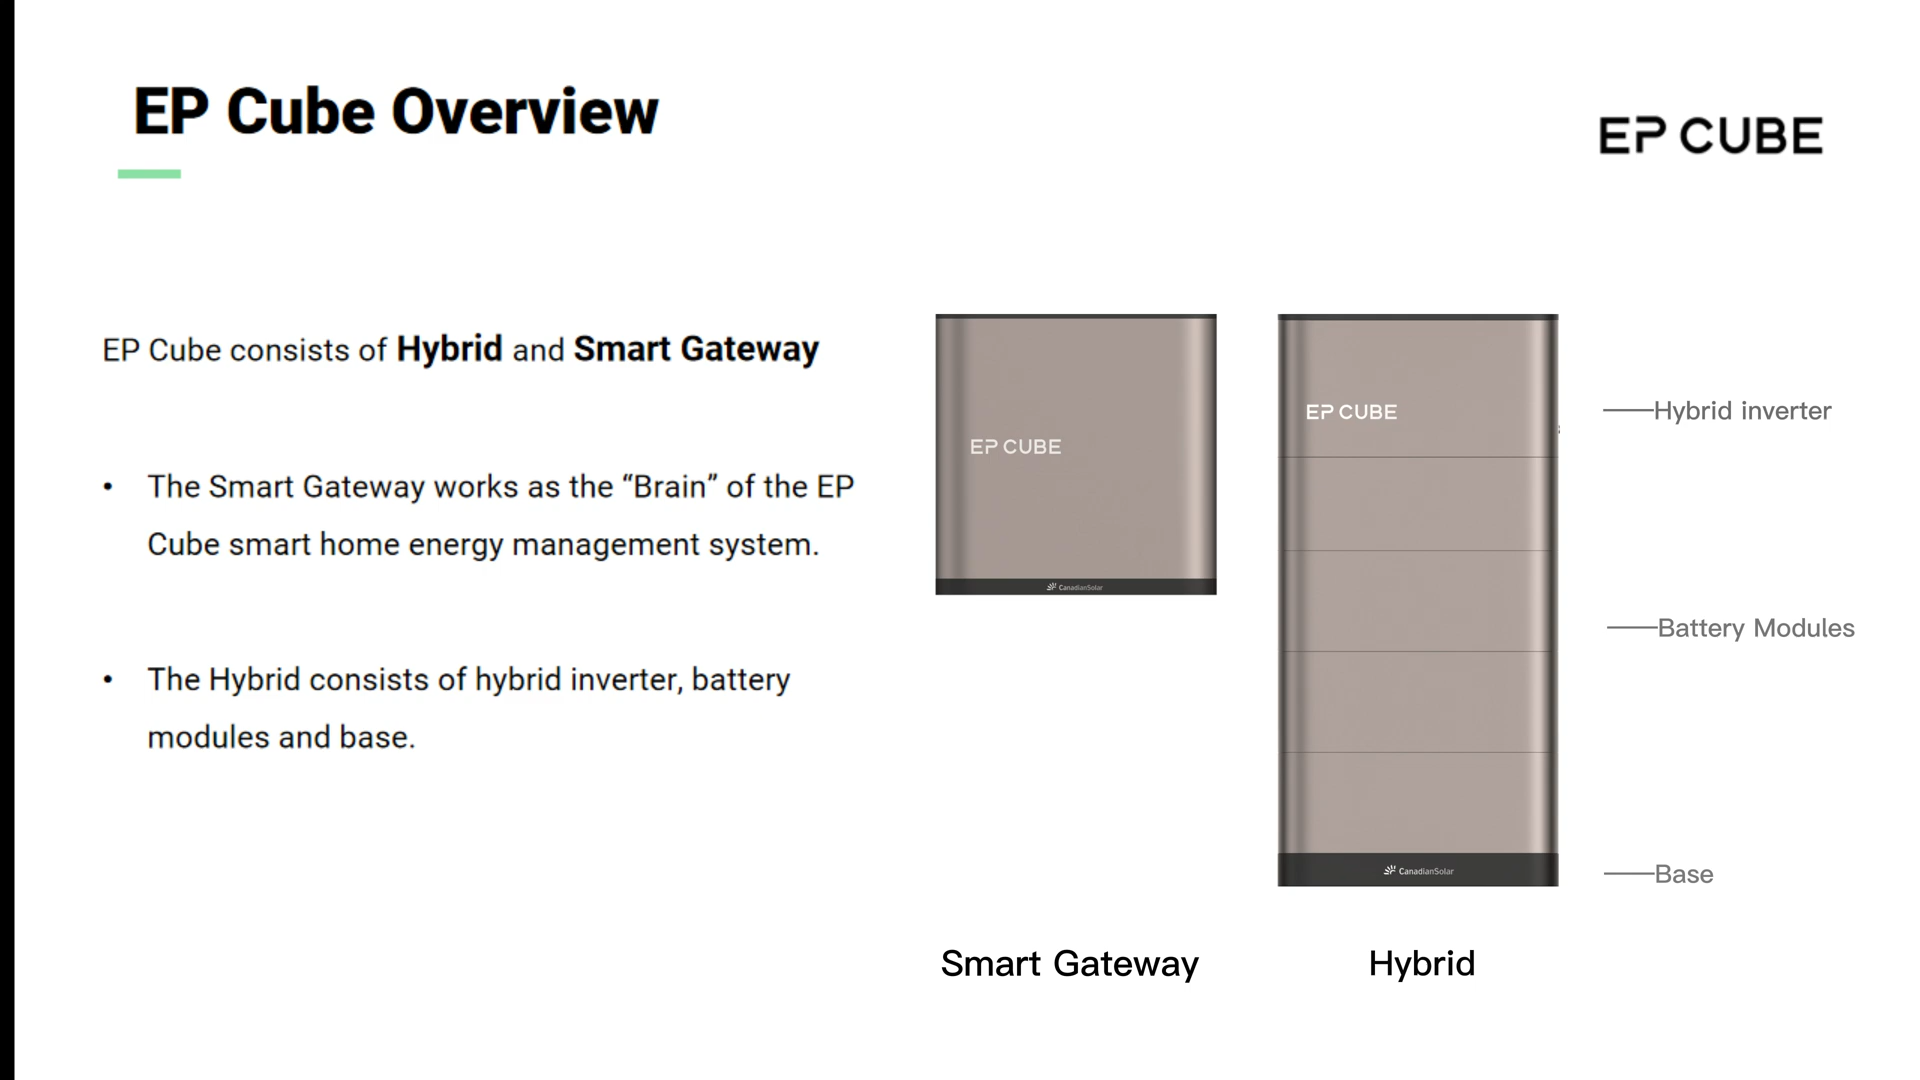 EP Cube Overview
EP CUBE
EP Cube consists of Hybrid and Smart Gateway
• The Smart Gateway works as the “Brain” of the EP
Cube smart home energy management system.
• The Hybrid consists of hybrid inverter, battery
modules and base.
EP CUBE
CanadianSolar
Smart Gateway
EP CUBE
CanadianSolar
Hybrid
Hybrid inverter
Battery Modules
Base